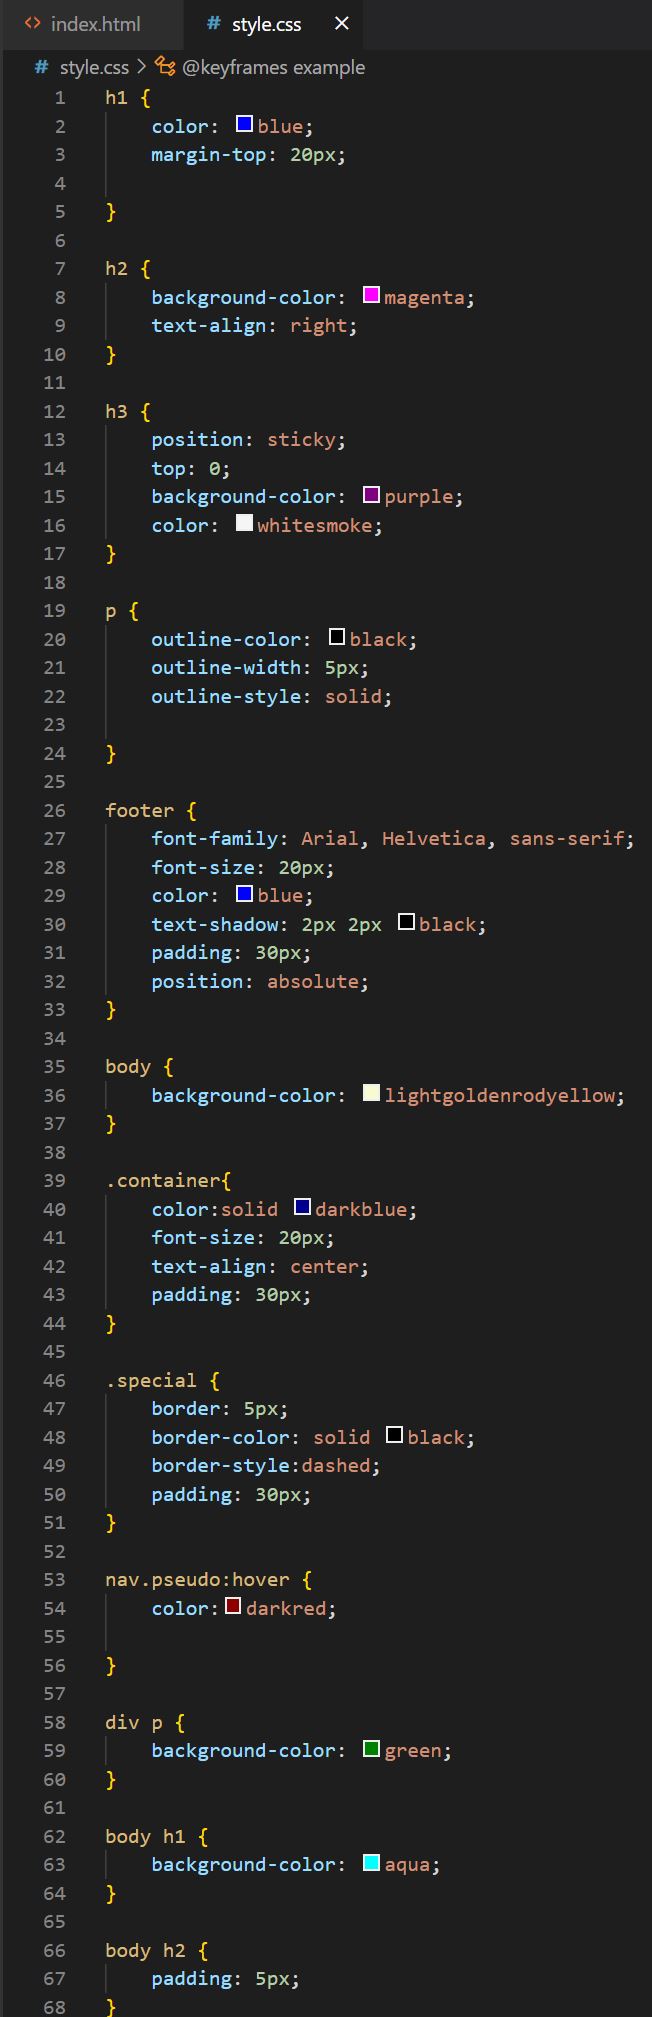 index.html style.css ×
style.css > @keyframes example
1 h1 {
2 color: blue;
3 margin-top: 20px;
4
5 }
6
7 h2 {
8 background-color: magenta;
9 text-align: right;
10 }
11
12 h3 {
13 position: sticky;
14 top: 0;
15 background-color: purple;
16 color: whitesmoke;
17 }
18
19 p {
20 outline-color: black;
21 outline-width: 5px;
22 outline-style: solid;
23
24 }
25
26 footer {
27 font-family: Arial, Helvetica, sans-serif;
28 font-size: 20px;
29 color: blue;
30 text-shadow: 2px 2px black;
31 padding: 30px;
32 position: absolute;
33 }
34
35 body {
36 background-color: lightgoldenrodyellow;
37 }
38
39 .container{
40 color:solid darkblue;
41 font-size: 20px;
42 text-align: center;
43 padding: 30px;
44 }
45
46 .special {
47 border: 5px;
48 border-color: solid black;
49 border-style:dashed;
50 padding: 30px;
51 }
52
53 nav.pseudo:hover {
54 color: darkred;
55
56 }
57
58 div p {
59 background-color: green;
60 }
61
62 body h1 {
63 background-color: aqua;
64 }
65
66 body h2 {
67 padding: 5px;
68 }